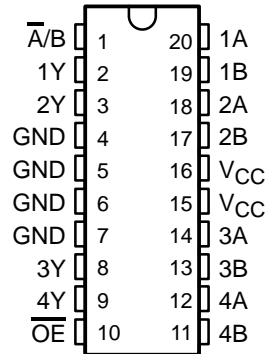 A̅/B 1 20 1A
1Y 2 19 1B
2Y 3 18 2A
GND 4 17 2B
GND 5 16 VCC
GND 6 15 VCC
GND 7 14 3A
3Y 8 13 3B
4Y 9 12 4A
O̅E̅ 10 11 4B